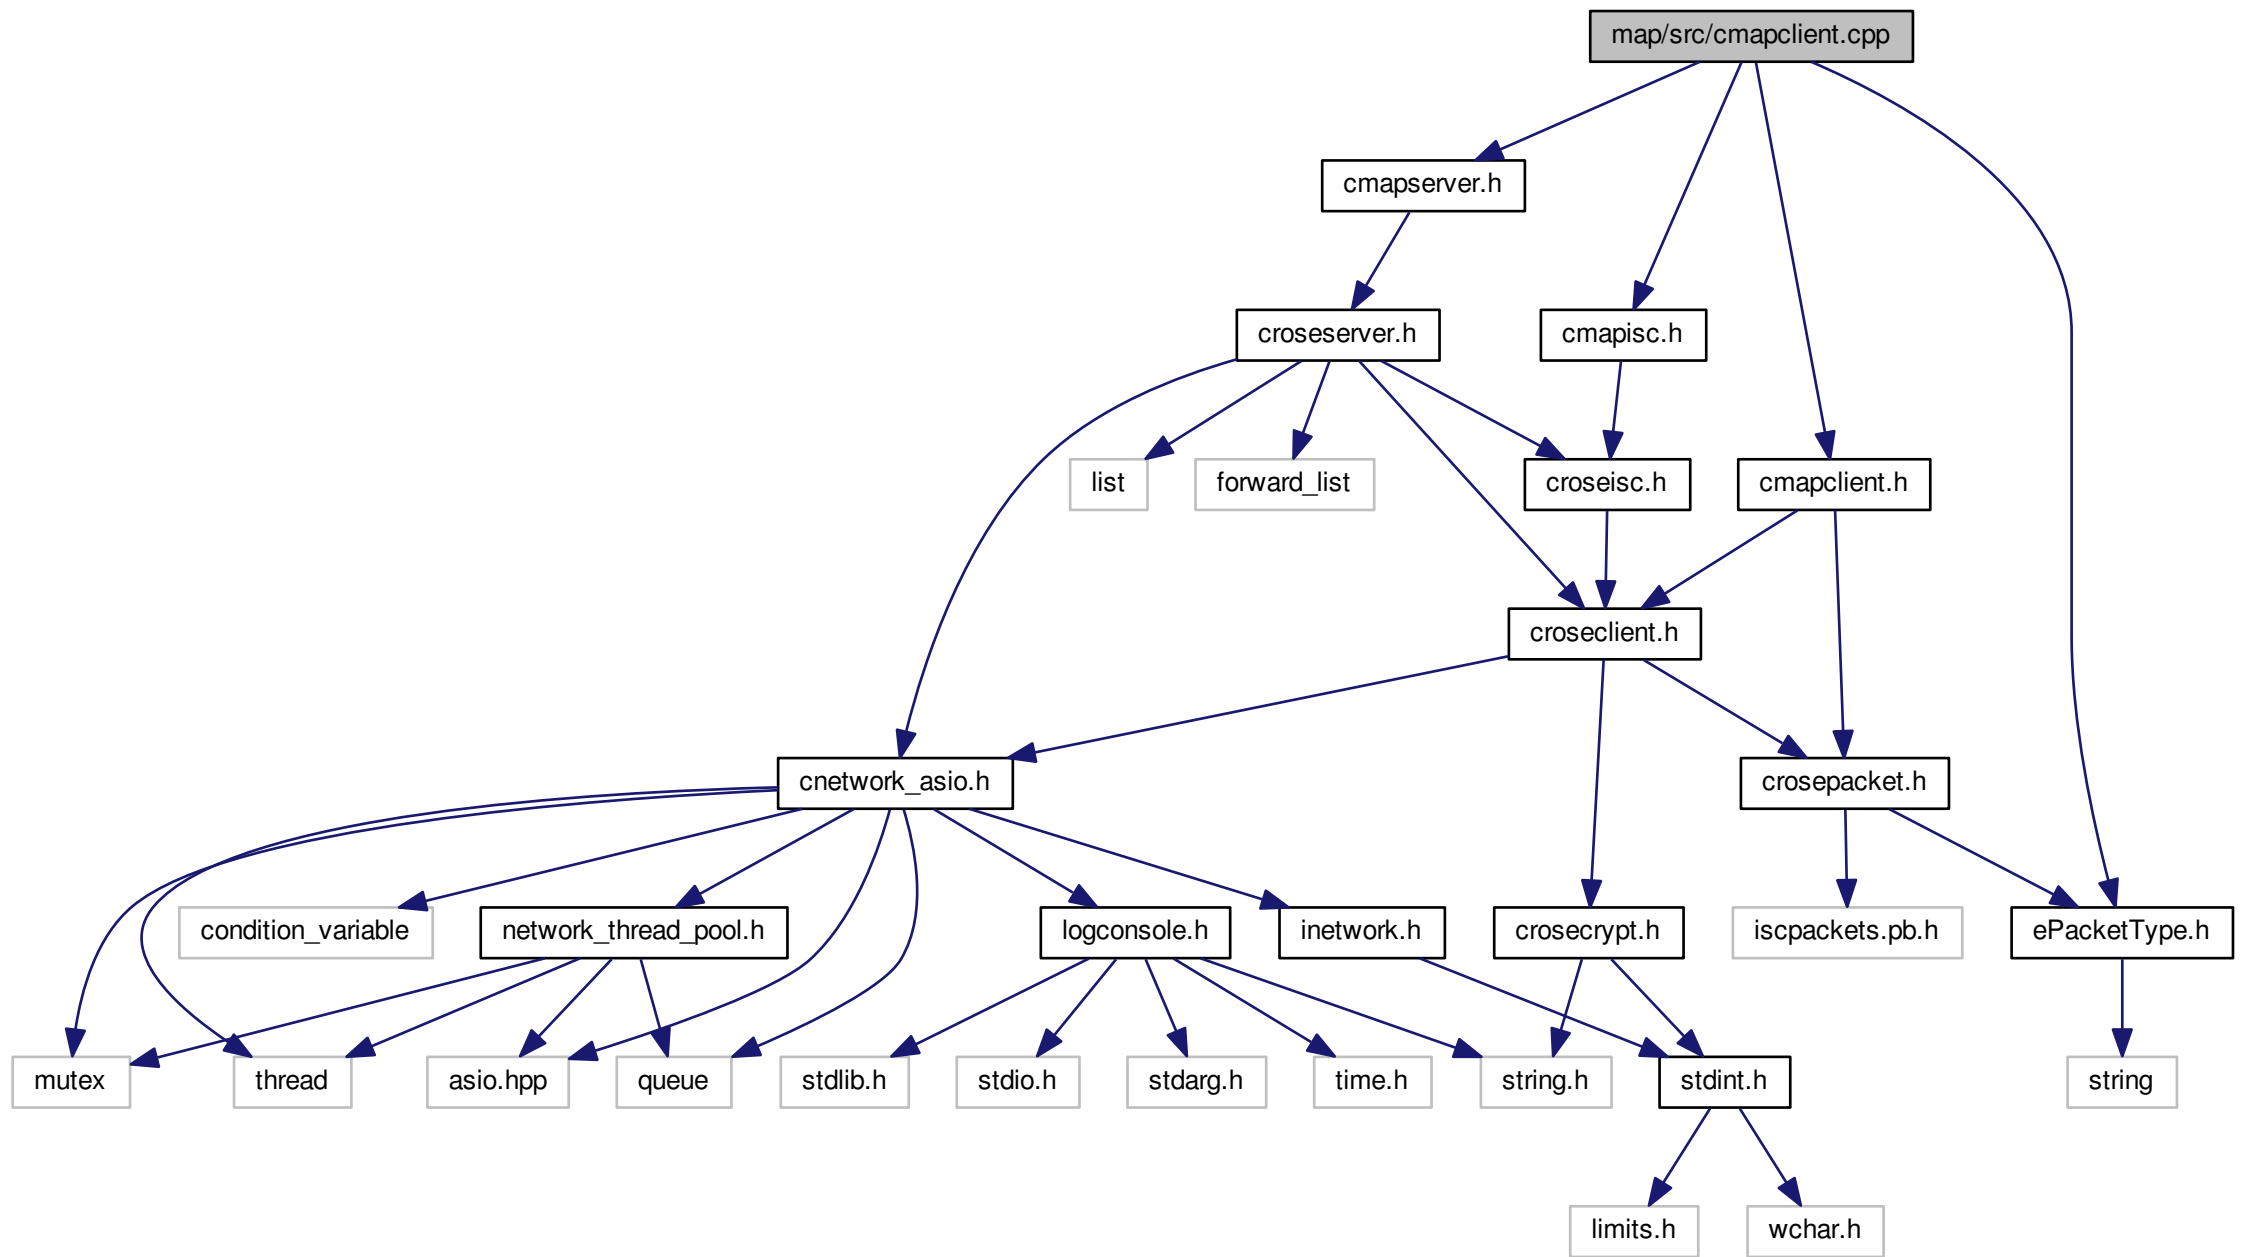 map/src/cmapclient.cpp
cmapserver.h
croseserver.h
cmapisc.h
list
forward_list
croseisc.h
cmapclient.h
croseclient.h
cnetwork_asio.h
crosepacket.h
condition_variable
network_thread_pool.h
logconsole.h
inetwork.h
crosecrypt.h
iscpackets.pb.h
ePacketType.h
mutex
thread
asio.hpp
queue
stdlib.h
stdio.h
stdarg.h
time.h
string.h
stdint.h
string
limits.h
wchar.h